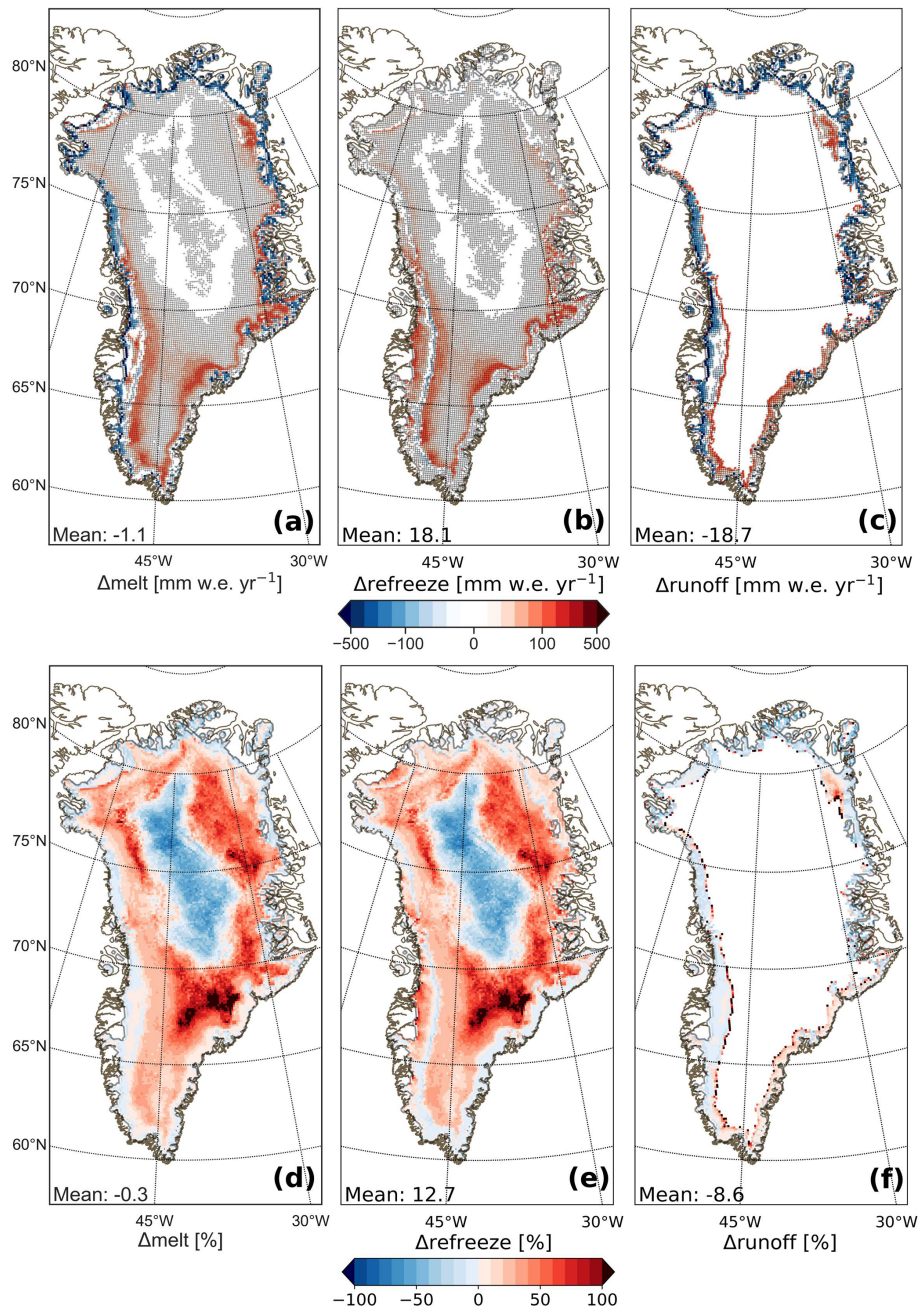 80°N
75°N
70°N
65°N
60°N
Mean: -1.1
(a)
Mean: 18.1
(b)
Mean: -18.7
(c)
45°W 30°W 45°W 30°W 45°W 30°W
Δmelt [mm w.e. yr⁻¹]
Δrefreeze [mm w.e. yr⁻¹]
Δrunoff [mm w.e. yr⁻¹]
−500 −100 0 100 500
80°N
75°N
70°N
65°N
60°N
Mean: -0.3
(d)
Mean: 12.7
(e)
Mean: -8.6
(f)
45°W 30°W 45°W 30°W 45°W 30°W
Δmelt [%]
Δrefreeze [%]
Δrunoff [%]
−100 −50 0 50 100